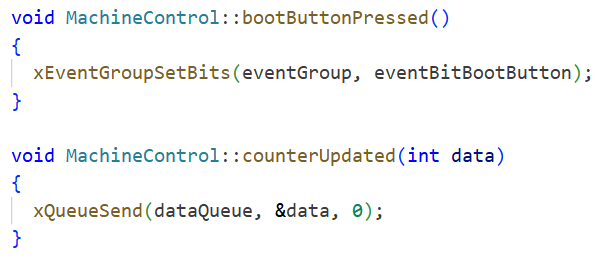 void MachineControl::bootButtonPressed()
{
  xEventGroupSetBits(eventGroup, eventBitBootButton);
}

void MachineControl::counterUpdated(int data)
{
  xQueueSend(dataQueue, &data, 0);
}